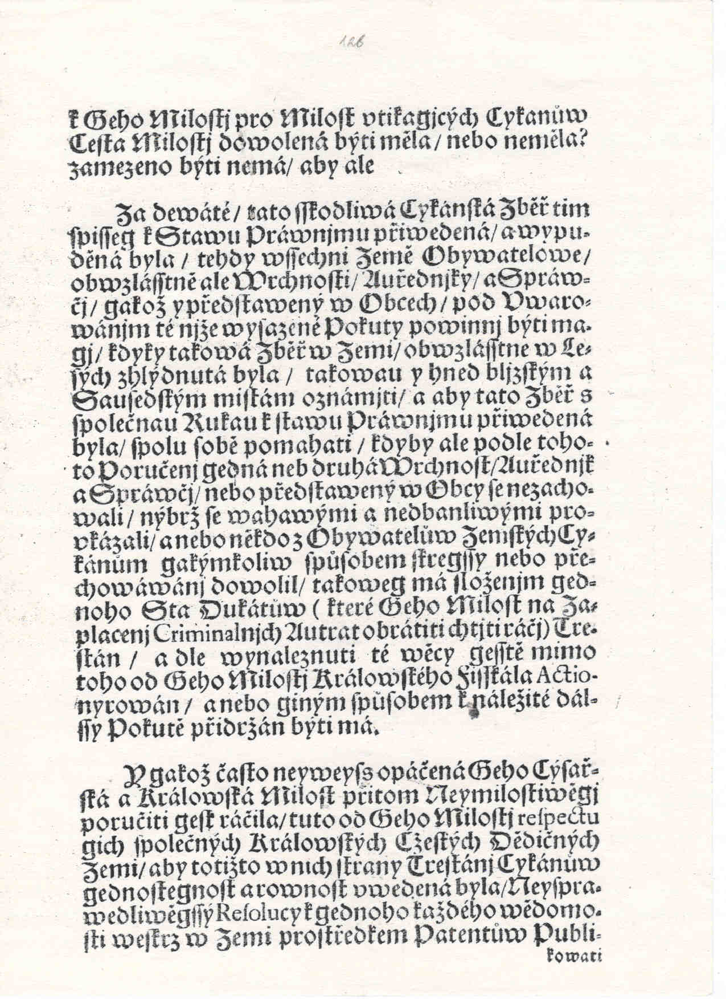 126
k Geho Milostj pro Milost vtikagjcých Cykanůw
Cesta Milostj dowolená býti měla / nebo neměla?
zamezeno býti nemá / aby ale
Za dewáté / tato sskodliwá Cykánská Zběř tim
spisseg k Stawu Práwnjmu přiwedená / a wypu-
děná byla / tehdy wssechni Země Obywatelowe /
obwzlásstně ale Wrchnosti / Auřednjky / a Spráw-
čj / gakož y předstawený w Obcech / pod Vwaro-
wánjm té njže wysazené Pokuty powinnj býti ma-
gj / kdyky takowá Zběř w Zemi / obwzlásstne w Le-
sých zhlýdnutá byla / takowau y hned bljzským a
Sausedským mistám oznámjti / a aby tato Zběř s
společnau Rukau k stawu Práwnjmu přiwedená
byla / spolu sobě pomahati / kdyby ale podle toho-
to Poručenj gedná neb druhá Wrchnost / Auřednjk
a Spráwčj / nebo předstawený w Obcy se nezacho-
wali / nýbrž se wahawými a nedbanliwými pro-
vkázali / a nebo někdo z Obywatelůw Zemských Cy-
kánům gakýmkoliw spůsobem skregssy nebo pře-
chowáwánj dowolil / takoweg má složenjm ged-
noho Sta Dukátůw ( které Geho Milost na Za-
placenj Criminalnjch Autrat obrátiti chtjti ráčj) Tre-
stán / a dle wynaleznuti té wěcy gesstě mimo
toho od Geho Milostj Králowského Fisskála Actio-
nyrowán / a nebo giným spůsobem k náležité dál-
ssy Pokutě přidržán býti má.
Y gakož často neyweyss opáčená Geho Cýsař-
ská a Králowská Milost přitom Neymilostiwěgj
poručiti gest ráčila / tuto od Geho Milostj respectu
gich společných Králowských Cžeských Dědičných
Zemi / aby totižto w nich strany Trestánj Cykánůw
gednostegnost a rownost vwedená byla / Neyspra-
wedliwěgssý Resolucy k gednoho každého wědomo-
sti weskrz w Zemi prostředkem Patentůw Publi-
kowati